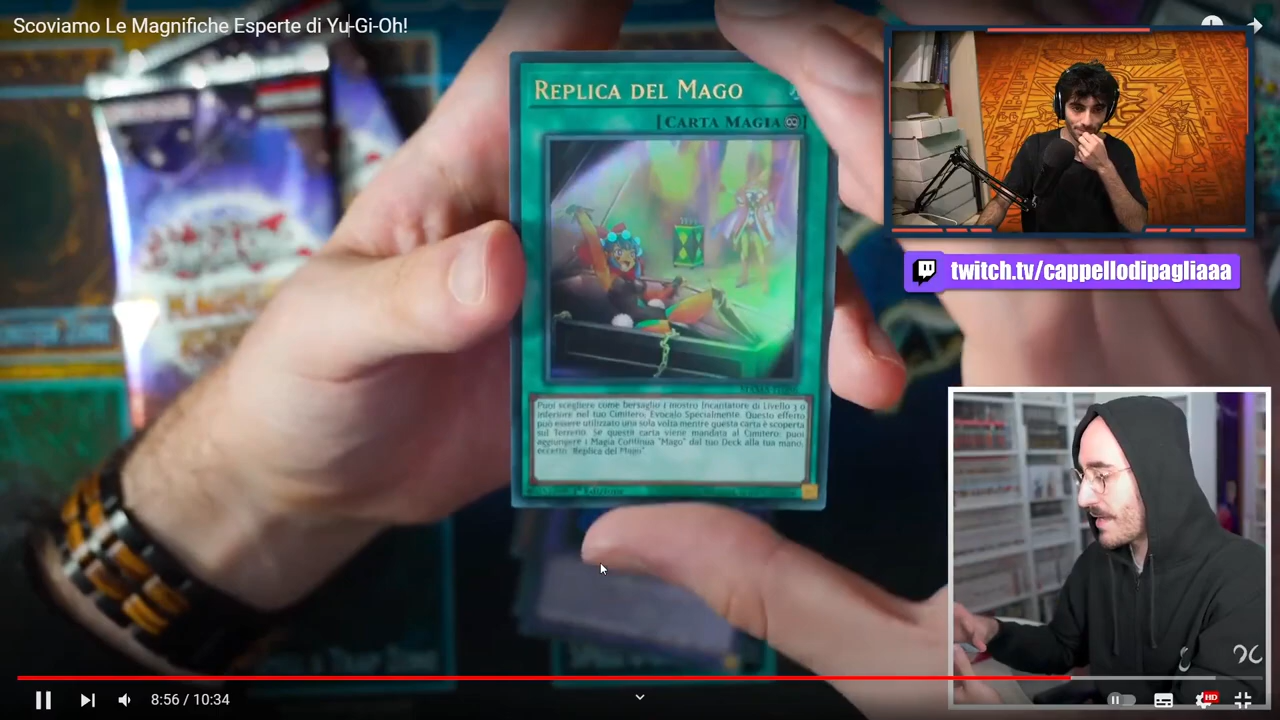 Scoviamo Le Magnifiche Esperte di Yu-Gi-Oh!
REPLICA DEL MAGO
[CARTA MAGIA]
twitch.tv/cappellodipagliaaa
Puoi scegliere come bersaglio 1 mostro Incantatore di Livello 3 o
inferiore nel tuo Cimitero; Evocalo Specialmente. Questo effetto
può essere utilizzato una sola volta mentre questa carta è scoperta
sul Terreno. Se questa carta viene mandata al Cimitero: puoi
aggiungere 1 Magia Continua "Mago" dal tuo Deck alla tua mano,
eccetto "Replica del Mago".
8:56 / 10:34
HD